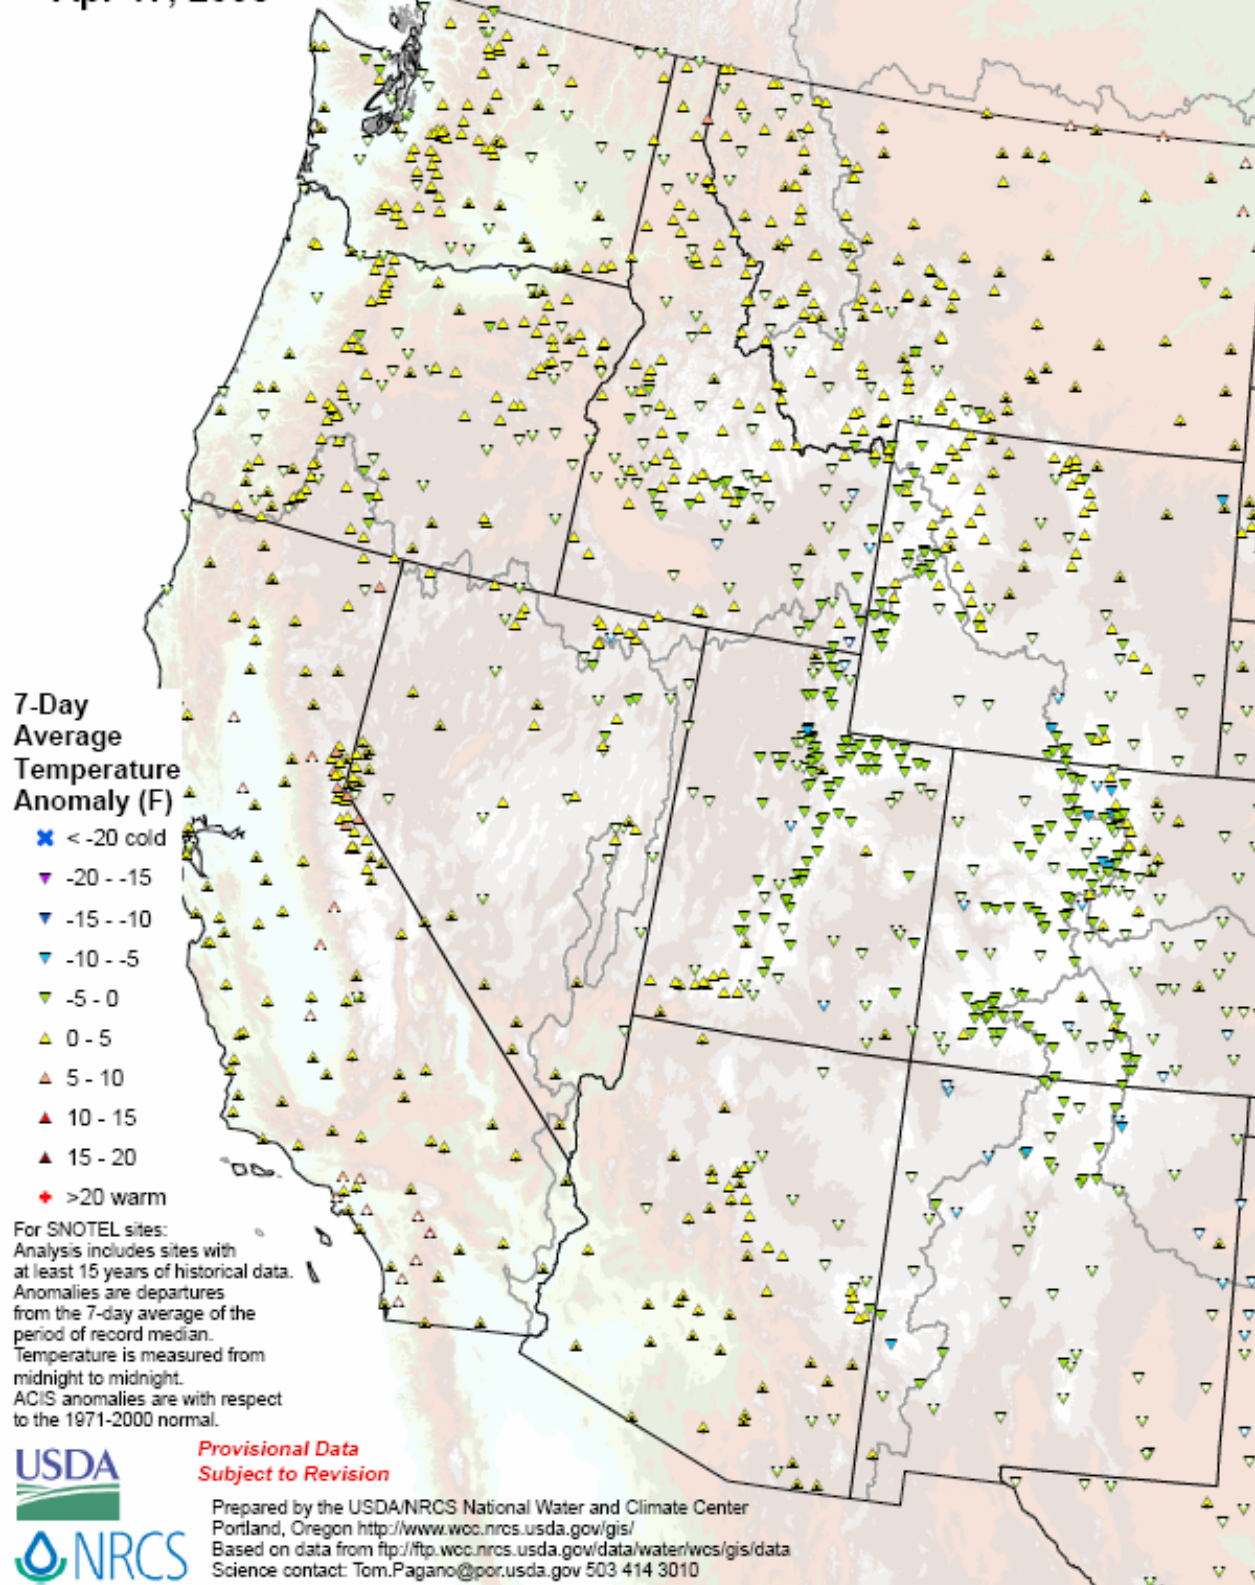 7-Day
Average
Temperature
Anomaly (F)
< -20 cold
-20 - -15
-15 - -10
-10 - -5
-5 - 0
0 - 5
5 - 10
10 - 15
15 - 20
>20 warm
For SNOTEL sites:
Analysis includes sites with
at least 15 years of historical data.
Anomalies are departures
from the 7-day average of the
period of record median.
Temperature is measured from
midnight to midnight.
ACIS anomalies are with respect
to the 1971-2000 normal.
USDA
NRCS
Provisional Data
Subject to Revision
Prepared by the USDA/NRCS National Water and Climate Center
Portland, Oregon http://www.wcc.nrcs.usda.gov/gis/
Based on data from ftp://ftp.wcc.nrcs.usda.gov/data/water/wcs/gis/data
Science contact: Tom.Pagano@por.usda.gov 503 414 3010